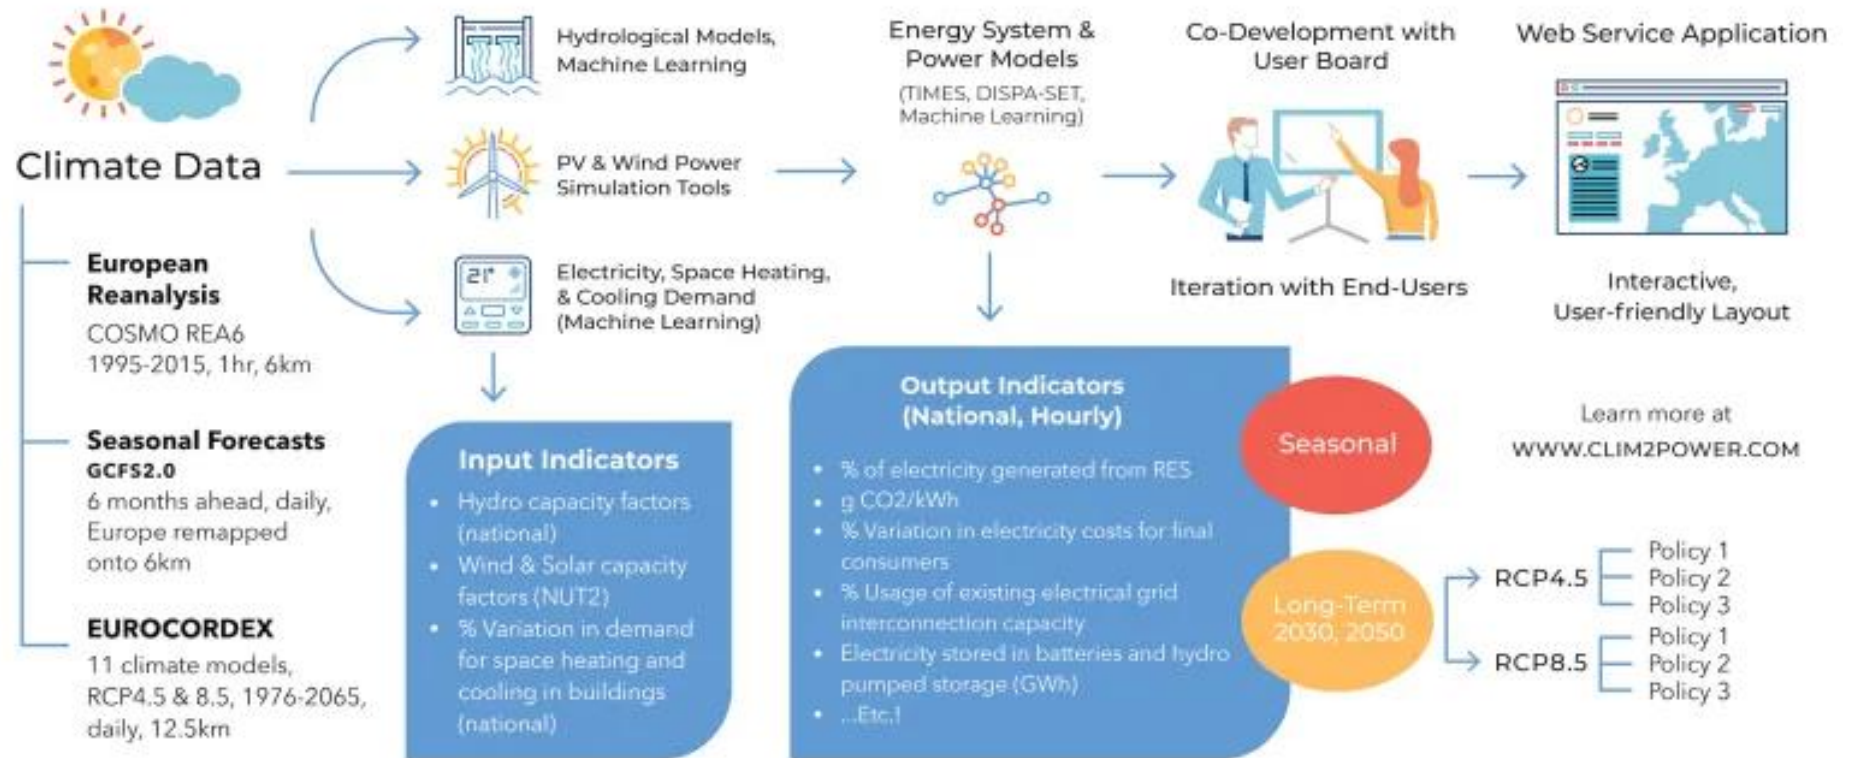 Climate Data
European
Reanalysis
COSMO REA6
1995-2015, 1hr, 6km
Seasonal Forecasts
GCFS2.0
6 months ahead, daily,
Europe remapped
onto 6km
EUROCORDEX
11 climate models,
RCP4.5 & 8.5, 1976-2065,
daily, 12.5km
Hydrological Models,
Machine Learning
PV & Wind Power
Simulation Tools
21°
Electricity, Space Heating,
& Cooling Demand
(Machine Learning)
Input Indicators
• Hydro capacity factors
(national)
• Wind & Solar capacity
factors (NUT2)
• % Variation in demand
for space heating and
cooling in buildings
(national)
Energy System &
Power Models
(TIMES, DISPA-SET,
Machine Learning)
Output Indicators
(National, Hourly)
• % of electricity generated from RES
• g CO2/kWh
• % Variation in electricity costs for final
consumers
• % Usage of existing electrical grid
interconnection capacity
• Electricity stored in batteries and hydro
pumped storage (GWh)
• ...Etc.!
Seasonal
Long-Term
2030, 2050
RCP4.5
Policy 1
Policy 2
Policy 3
RCP8.5
Policy 1
Policy 2
Policy 3
Co-Development with
User Board
Iteration with End-Users
Web Service Application
Interactive,
User-friendly Layout
Learn more at
WWW.CLIM2POWER.COM